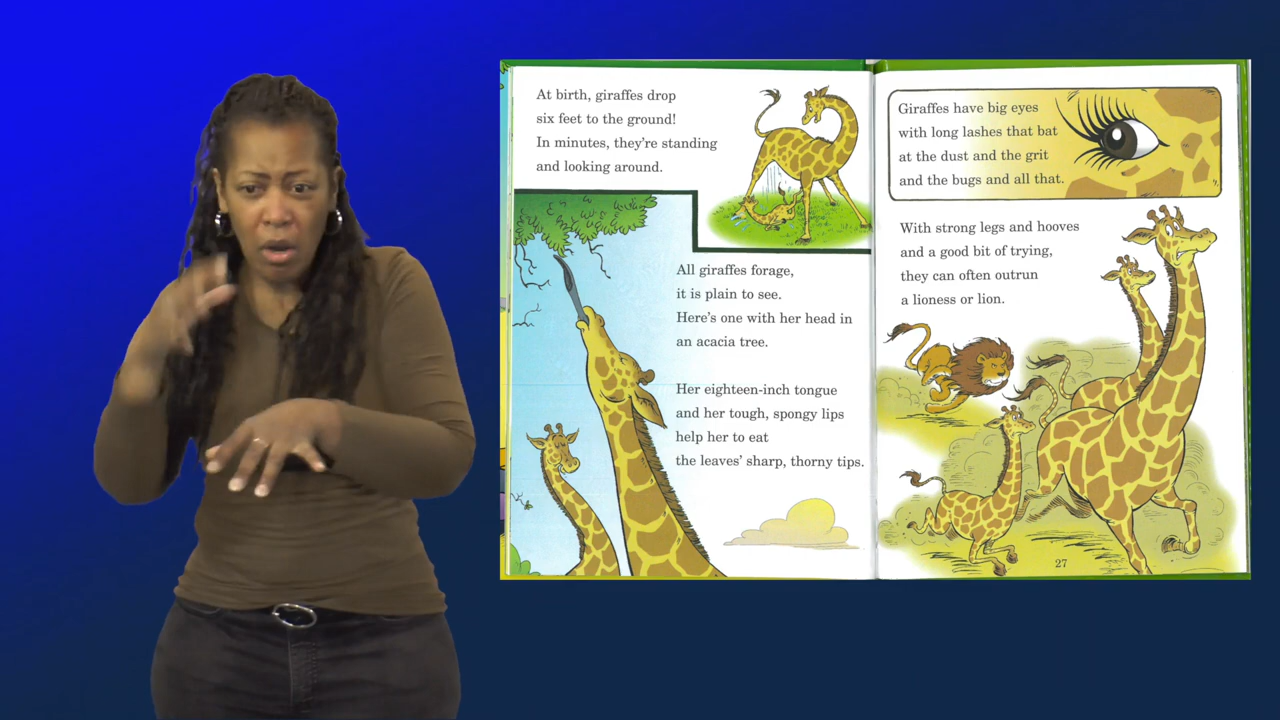 At birth, giraffes drop
six feet to the ground!
In minutes, they're standing
and looking around.
All giraffes forage,
it is plain to see.
Here's one with her head in
an acacia tree.
Her eighteen-inch tongue
and her tough, spongy lips
help her to eat
the leaves' sharp, thorny tips.
Giraffes have big eyes
with long lashes that bat
at the dust and the grit
and the bugs and all that.
With strong legs and hooves
and a good bit of trying,
they can often outrun
a lioness or lion.
27